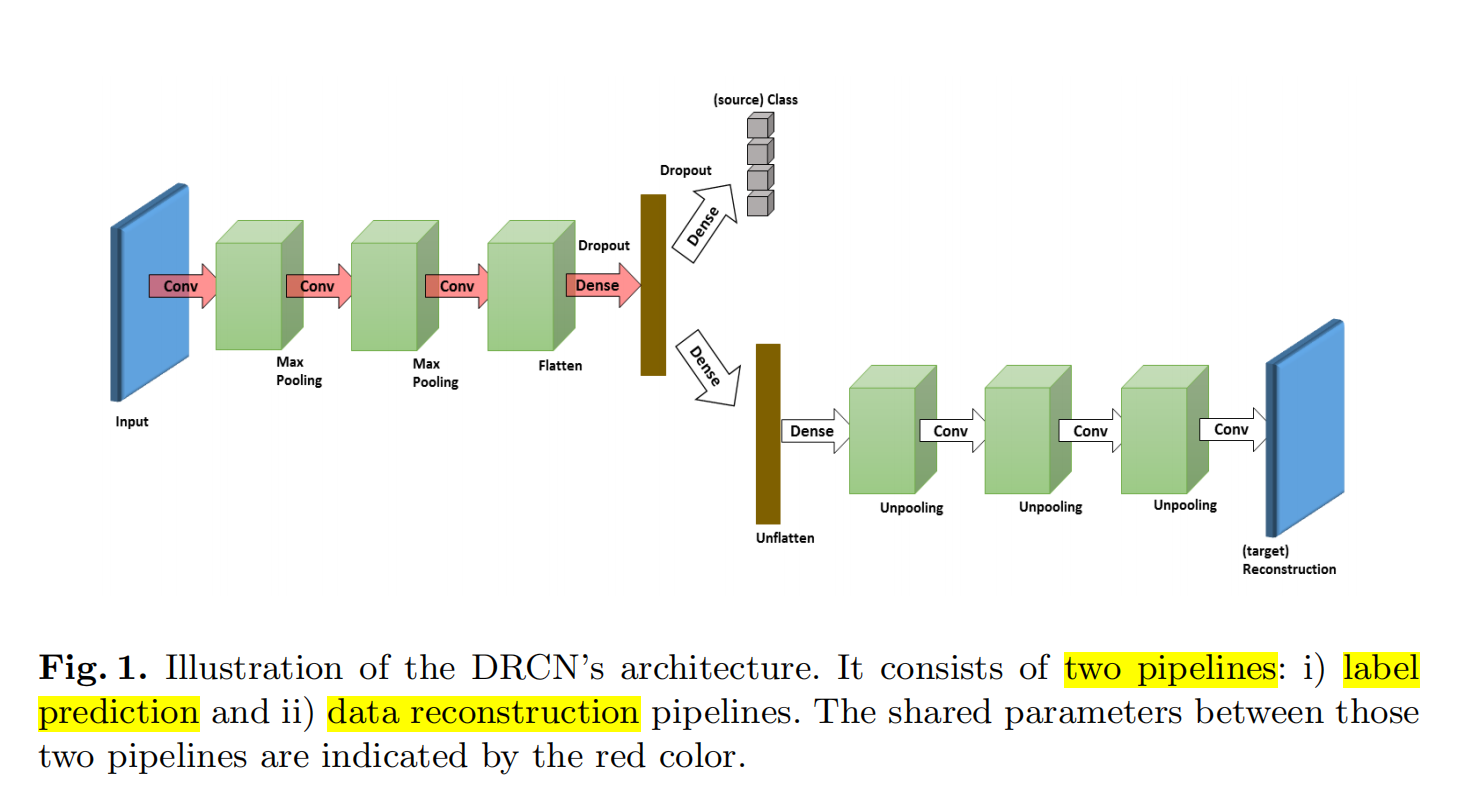 (source) Class
Dropout
Dense
Dropout
Conv
Conv
Conv
Dense
Max
Pooling
Max
Pooling
Flatten
Input
Dense
Dense
Conv
Conv
Conv
Unpooling
Unpooling
Unpooling
Unflatten
(target)
Reconstruction
Fig. 1. Illustration of the DRCN's architecture. It consists of two pipelines: i) label
prediction and ii) data reconstruction pipelines. The shared parameters between those
two pipelines are indicated by the red color.